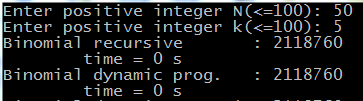 Enter positive integer N(<=100): 50
Enter positive integer k(<=100): 5
Binomial recursive : 2118760
time = 0 s
Binomial dynamic prog. : 2118760
time = 0 s